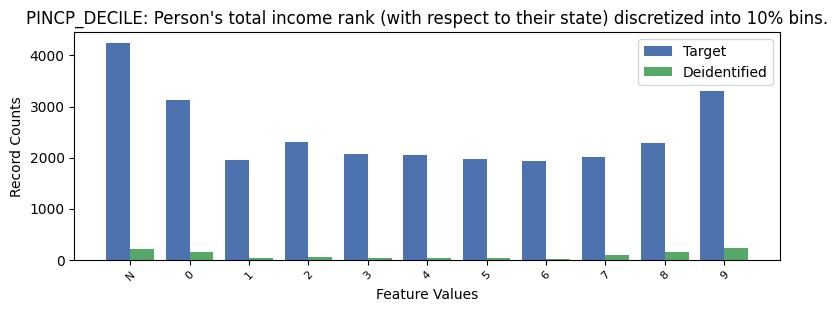 PINCP_DECILE: Person's total income rank (with respect to their state) discretized into 10% bins.
Target
Deidentified
Record Counts
4000
3000
2000
1000
0
N 0 1 2 3 4 5 6 7 8 9
Feature Values